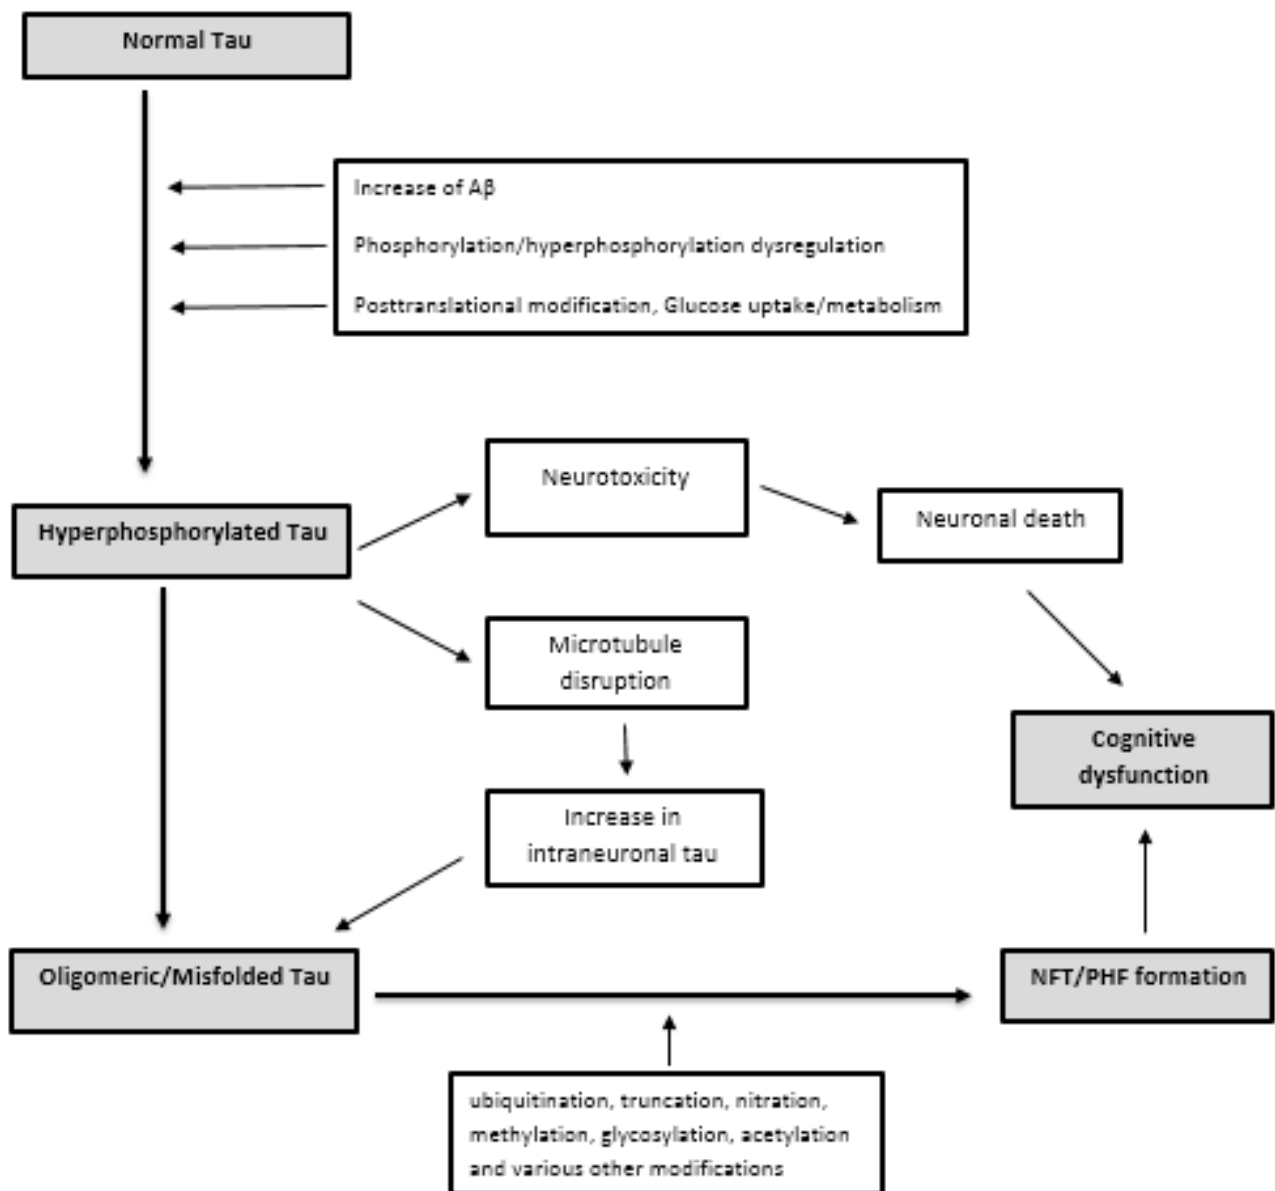 Normal Tau
Increase of Aβ
Phosphorylation/hyperphosphorylation dysregulation
Posttranslational modification, Glucose uptake/metabolism
Neurotoxicity
Neuronal death
Hyperphosphorylated Tau
Microtubule
disruption
Cognitive
dysfunction
Increase in
intraneuronal tau
Oligomeric/Misfolded Tau
NFT/PHF formation
ubiquitination, truncation, nitration,
methylation, glycosylation, acetylation
and various other modifications